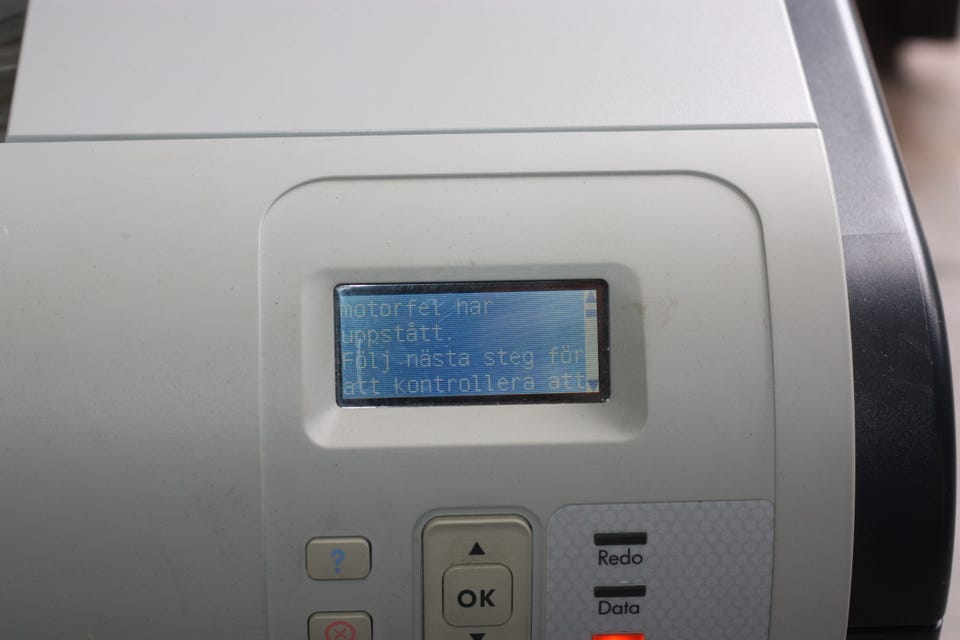 motorfel har
uppstått.
Följ nästa steg för
att kontrollera att
?
OK
Redo
Data